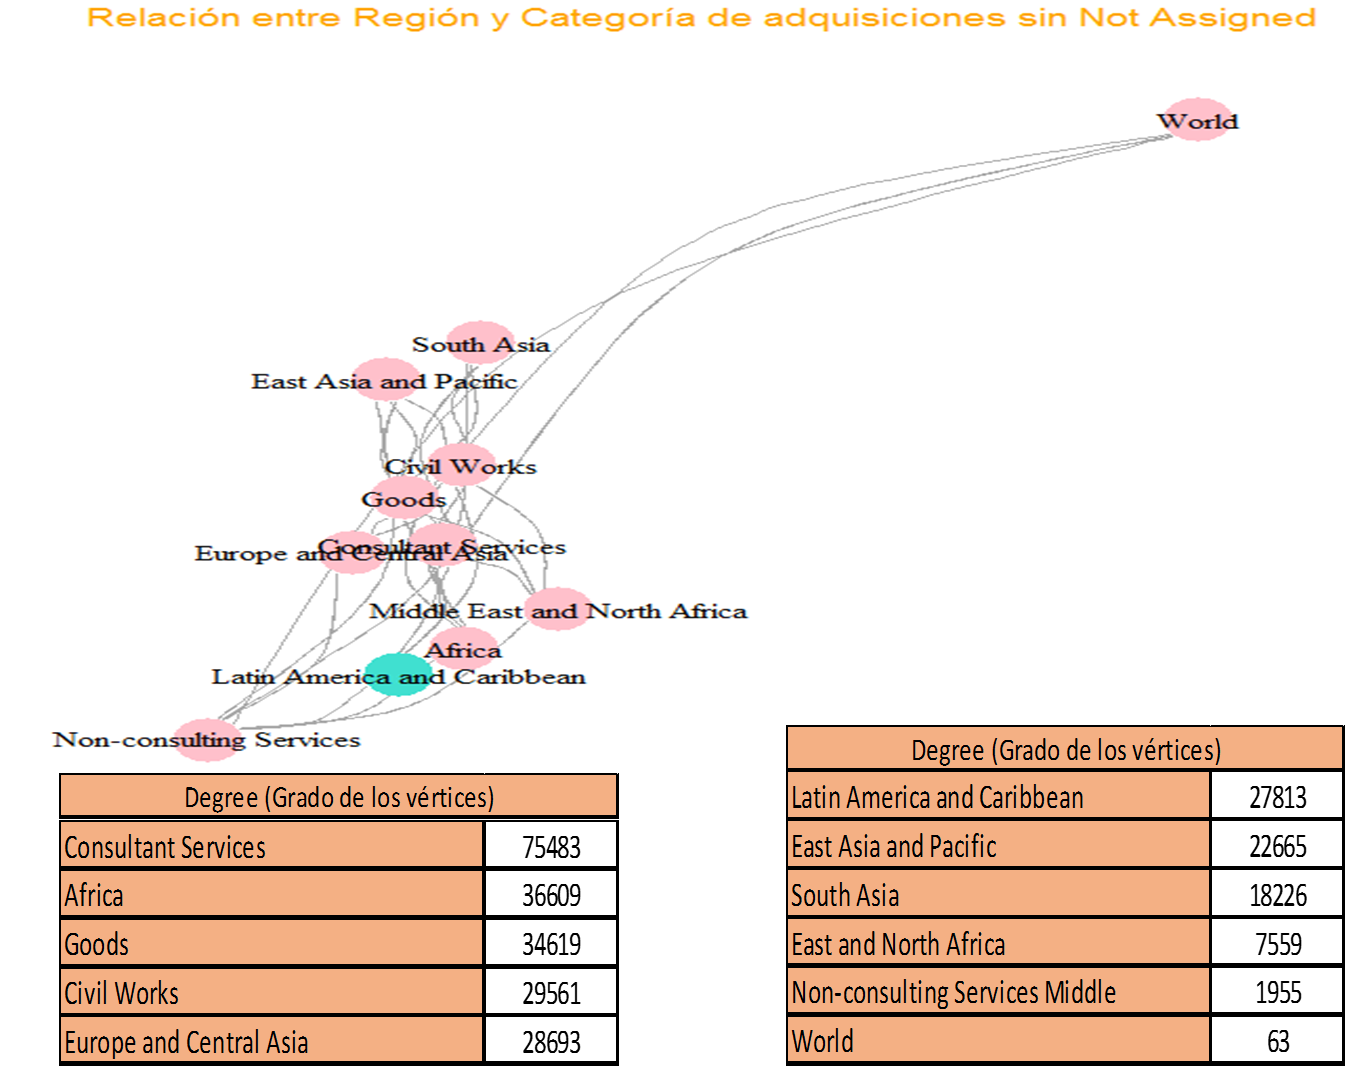 Relación entre Región y Categoría de adquisiciones sin Not Assigned
World
South Asia
East Asia and Pacific
Civil Works
Goods
Europe and Central Asia
Consultant Services
Middle East and North Africa
Africa
Latin America and Caribbean
Non-consulting Services
Degree (Grado de los vértices)
Consultant Services 75483
Africa 36609
Goods 34619
Civil Works 29561
Europe and Central Asia 28693
Degree (Grado de los vértices)
Latin America and Caribbean 27813
East Asia and Pacific 22665
South Asia 18226
East and North Africa 7559
Non-consulting Services Middle 1955
World 63